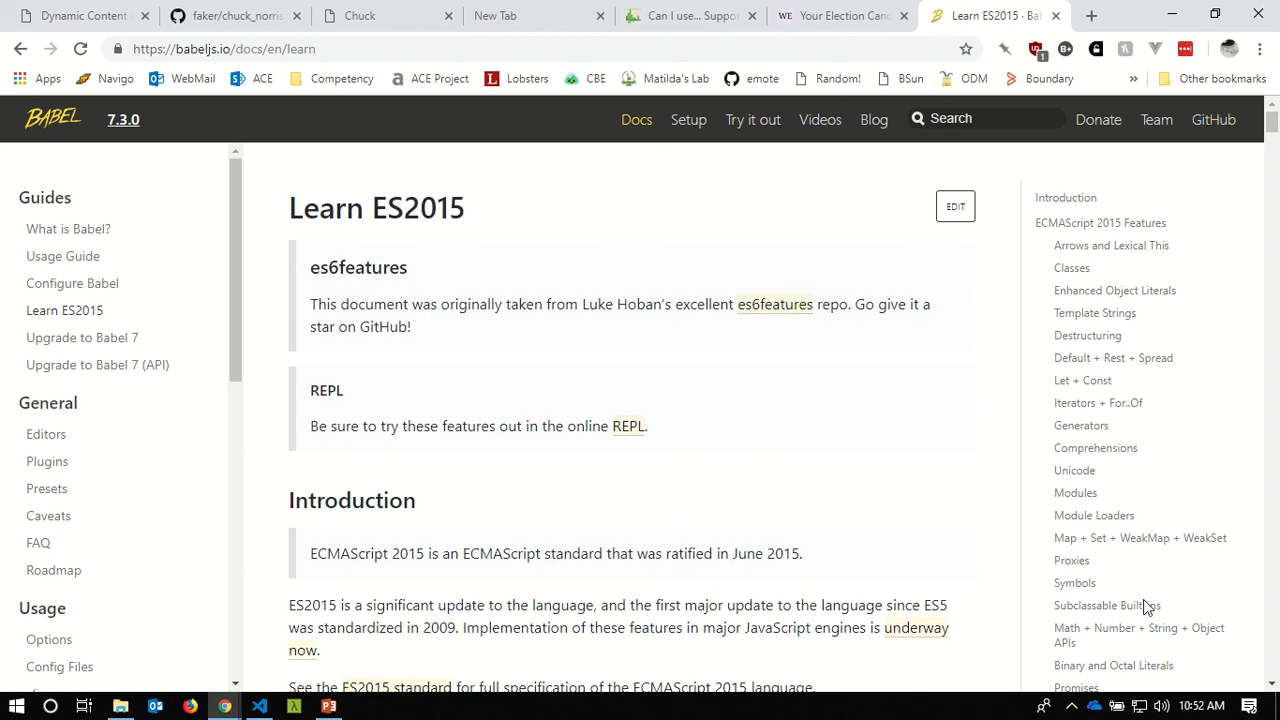 Dynamic Content
faker/chuck_norris
Chuck
New Tab
Can I use... Suppor
Your Election Can
Learn ES2015 · Bab
https://babeljs.io/docs/en/learn
1
Apps
Navigo
WebMail
ACE
Competency
ACE Project
Lobsters
CBE
Matilda's Lab
emote
Random!
BSun
ODM
Boundary
»
Other bookmarks
BABEL
7.3.0
Docs
Setup
Try it out
Videos
Blog
Search
Donate
Team
GitHub
Guides
What is Babel?
Usage Guide
Configure Babel
Learn ES2015
Upgrade to Babel 7
Upgrade to Babel 7 (API)
General
Editors
Plugins
Presets
Caveats
FAQ
Roadmap
Usage
Options
Config Files
Learn ES2015
EDIT
es6features
This document was originally taken from Luke Hoban's excellent es6features repo. Go give it a
star on GitHub!
REPL
Be sure to try these features out in the online REPL.
Introduction
ECMAScript 2015 is an ECMAScript standard that was ratified in June 2015.
ES2015 is a significant update to the language, and the first major update to the language since ES5
was standardized in 2009. Implementation of these features in major JavaScript engines is underway
now.
See the ES2015 standard for full specification of the ECMAScript 2015 language.
Introduction
ECMAScript 2015 Features
Arrows and Lexical This
Classes
Enhanced Object Literals
Template Strings
Destructuring
Default + Rest + Spread
Let + Const
Iterators + For..Of
Generators
Comprehensions
Unicode
Modules
Module Loaders
Map + Set + WeakMap + WeakSet
Proxies
Symbols
Subclassable Built-ins
Math + Number + String + Object
APIs
Binary and Octal Literals
Promises
10:52 AM